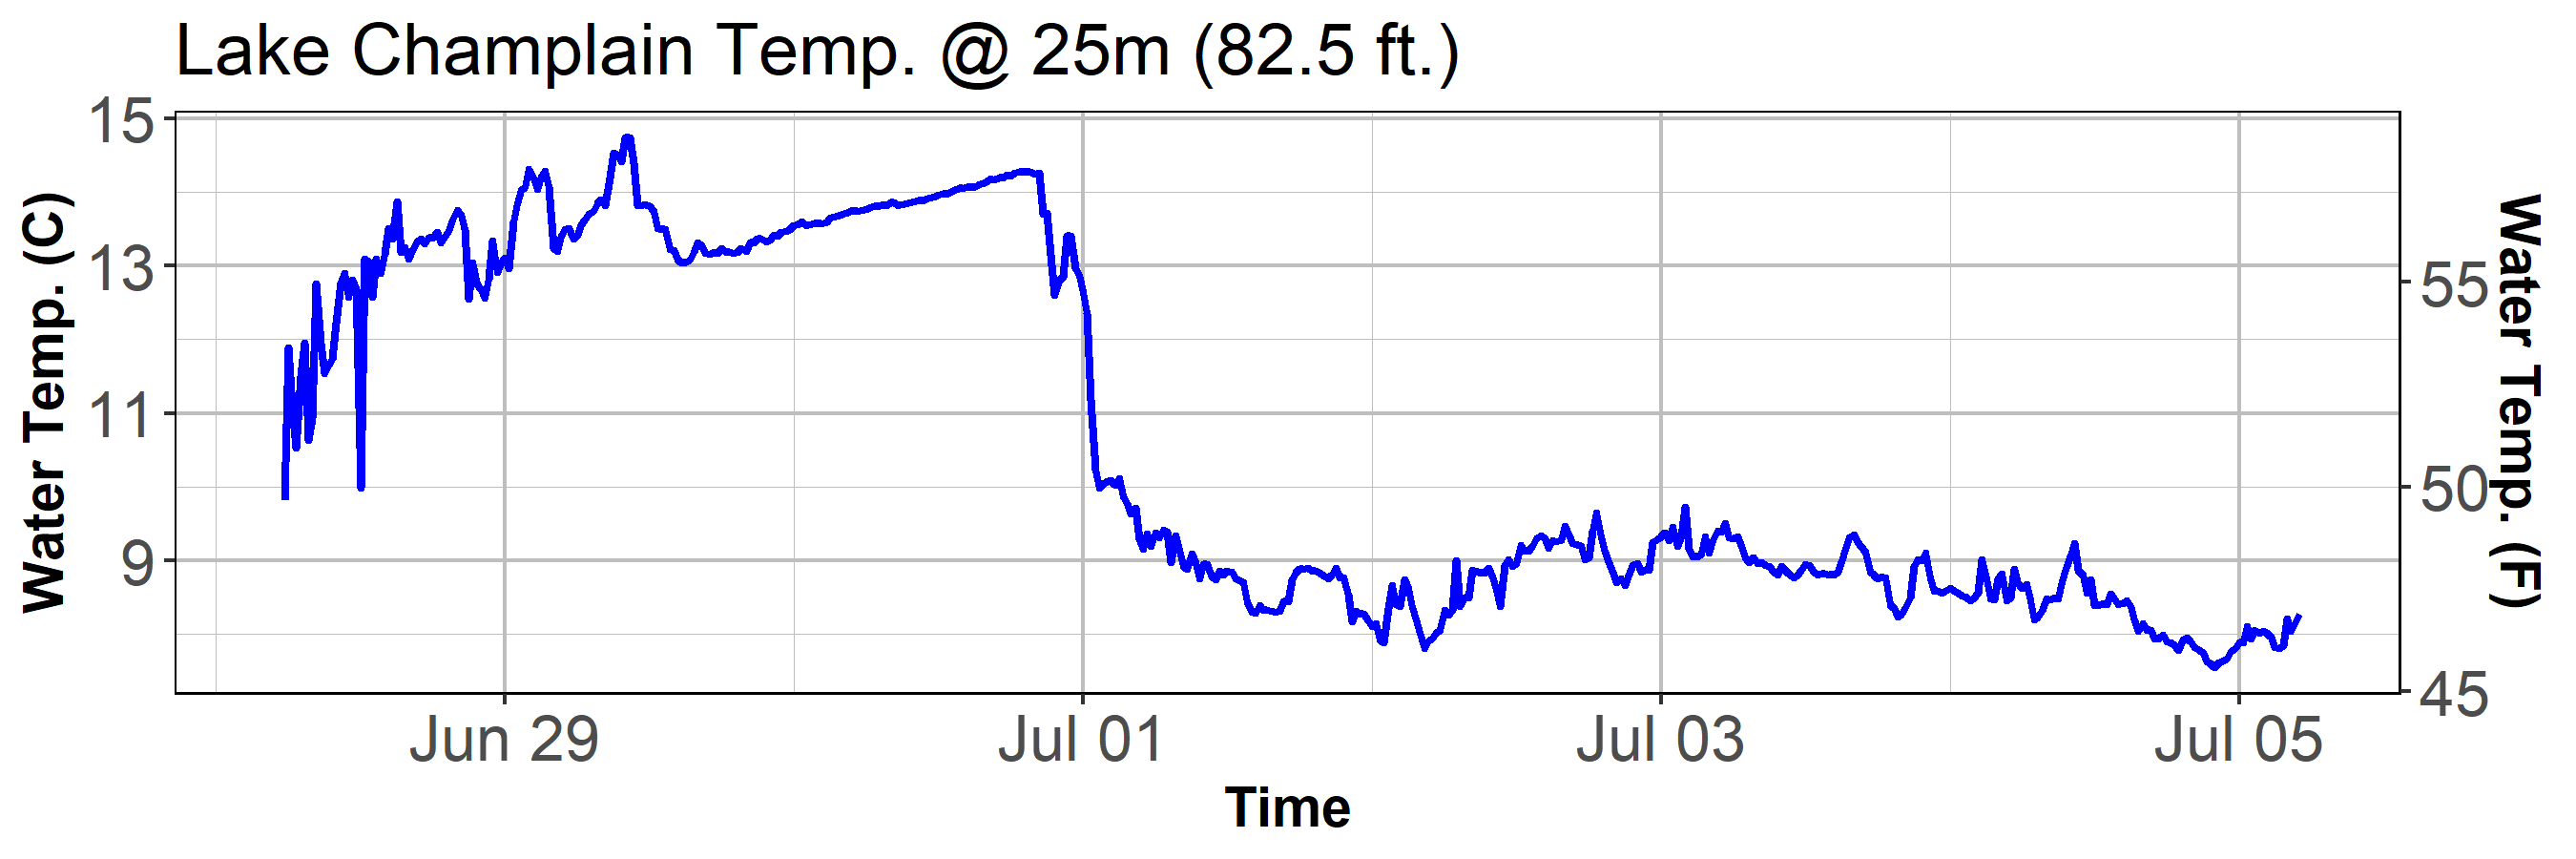 Lake Champlain Temp. @ 25m (82.5 ft.)
Water Temp. (C)
15
13
11
9
55
50
45
Water Temp. (F)
Jun 29
Jul 01
Jul 03
Jul 05
Time